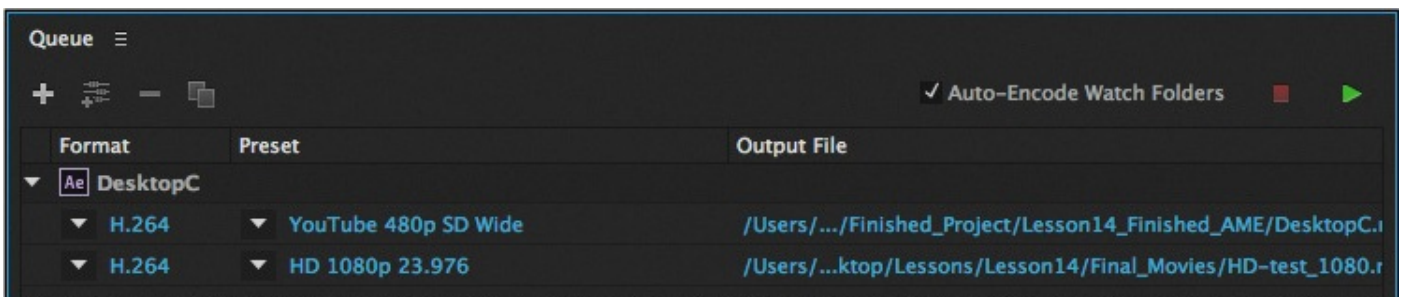 Queue
Auto-Encode Watch Folders
Format Preset Output File
Ae DesktopC
H.264 YouTube 480p SD Wide /Users/.../Finished_Project/Lesson14_Finished_AME/DesktopC.
H.264 HD 1080p 23.976 /Users/...ktop/Lessons/Lesson14/Final_Movies/HD-test_1080.